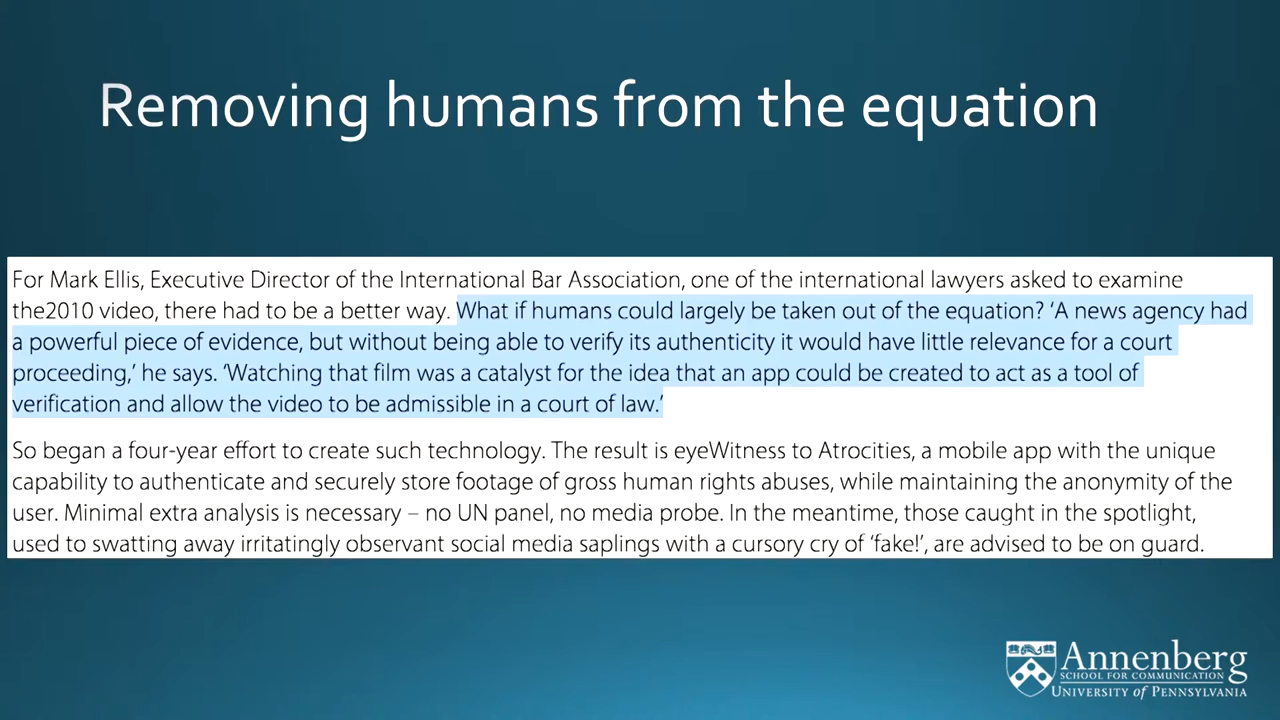 Removing humans from the equation
For Mark Ellis, Executive Director of the International Bar Association, one of the international lawyers asked to examine
the2010 video, there had to be a better way. What if humans could largely be taken out of the equation? ‘A news agency had
a powerful piece of evidence, but without being able to verify its authenticity it would have little relevance for a court
proceeding,’ he says. ‘Watching that film was a catalyst for the idea that an app could be created to act as a tool of
verification and allow the video to be admissible in a court of law.’
So began a four-year effort to create such technology. The result is eyeWitness to Atrocities, a mobile app with the unique
capability to authenticate and securely store footage of gross human rights abuses, while maintaining the anonymity of the
user. Minimal extra analysis is necessary – no UN panel, no media probe. In the meantime, those caught in the spotlight,
used to swatting away irritatingly observant social media saplings with a cursory cry of ‘fake!’, are advised to be on guard.
Annenberg
SCHOOL FOR COMMUNICATION
UNIVERSITY of PENNSYLVANIA